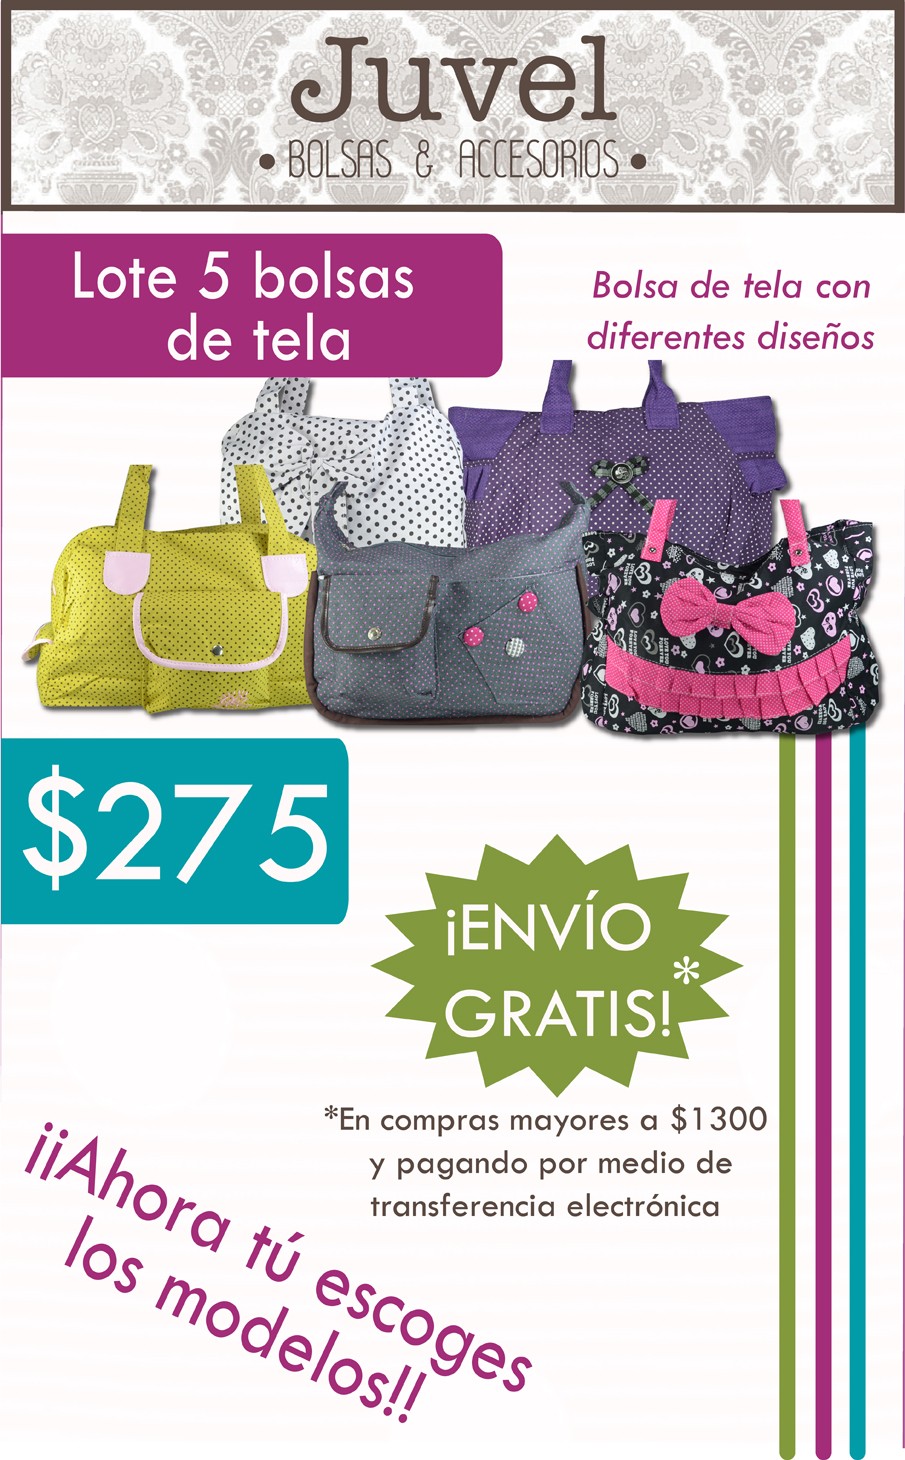 Juvel
• BOLSAS & ACCESORIOS •
Lote 5 bolsas
de tela
Bolsa de tela con
diferentes diseños
$275
¡ENVÍO
GRATIS!*
*En compras mayores a $1300
y pagando por medio de
transferencia electrónica
¡¡Ahora tú escoges
los modelos!!